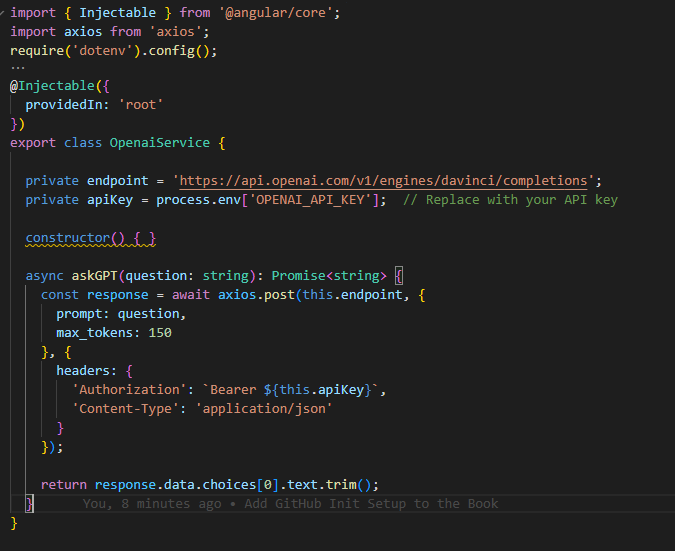 import { Injectable } from '@angular/core';
import axios from 'axios';
require('dotenv').config();
...
@Injectable({
  providedIn: 'root'
})
export class OpenaiService {

  private endpoint = 'https://api.openai.com/v1/engines/davinci/completions';
  private apiKey = process.env['OPENAI_API_KEY'];  // Replace with your API key

  constructor() { }

  async askGPT(question: string): Promise<string> {
    const response = await axios.post(this.endpoint, {
      prompt: question,
      max_tokens: 150
    }, {
      headers: {
        'Authorization': `Bearer ${this.apiKey}`,
        'Content-Type': 'application/json'
      }
    });

    return response.data.choices[0].text.trim();
  }      You, 8 minutes ago • Add GitHub Init Setup to the Book
}